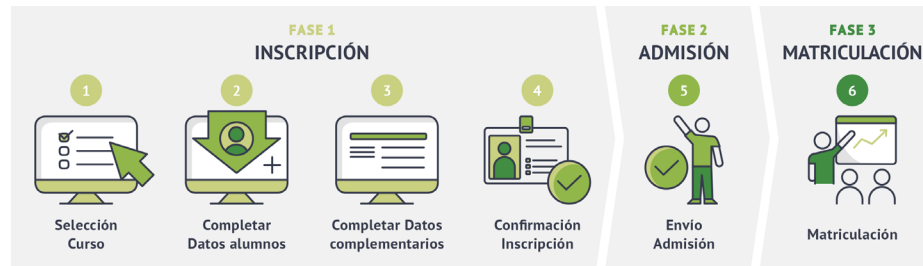 FASE 1
INSCRIPCIÓN
1
Selección
Curso
2
Completar
Datos alumnos
3
Completar Datos
complementarios
4
Confirmación
Inscripción
FASE 2
ADMISIÓN
5
Envío
Admisión
FASE 3
MATRICULACIÓN
6
Matriculación